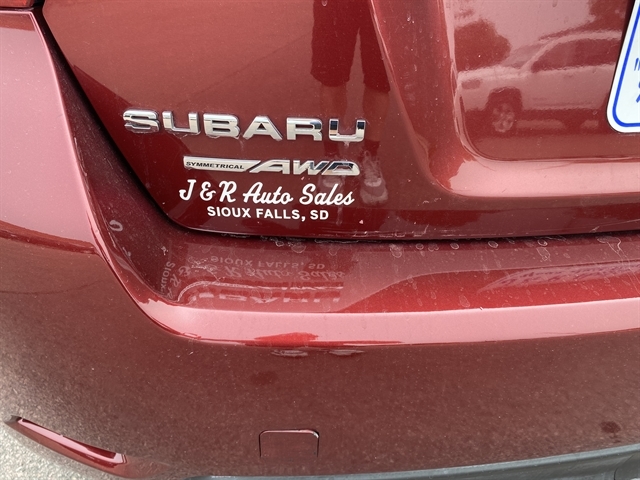 SUBARU
SYMMETRICAL AWD
J & R Auto Sales
SIOUX FALLS, SD